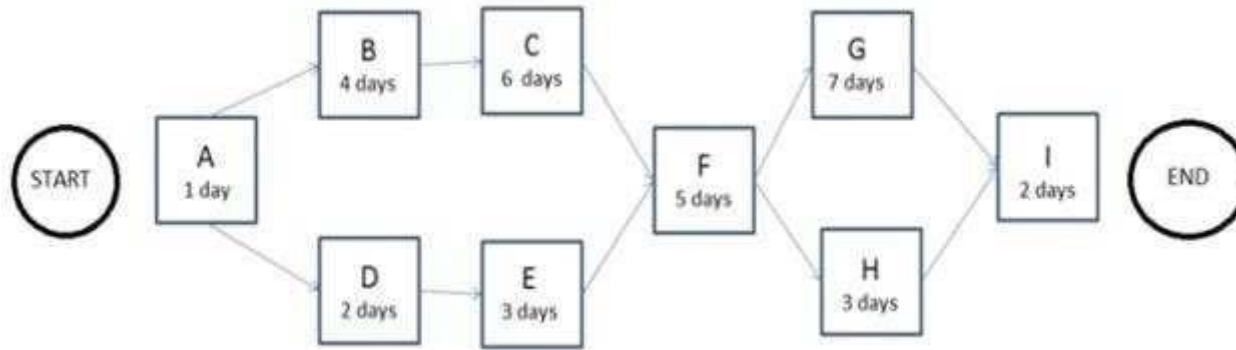 START
A
1 day
B
4 days
C
6 days
D
2 days
E
3 days
F
5 days
G
7 days
H
3 days
I
2 days
END